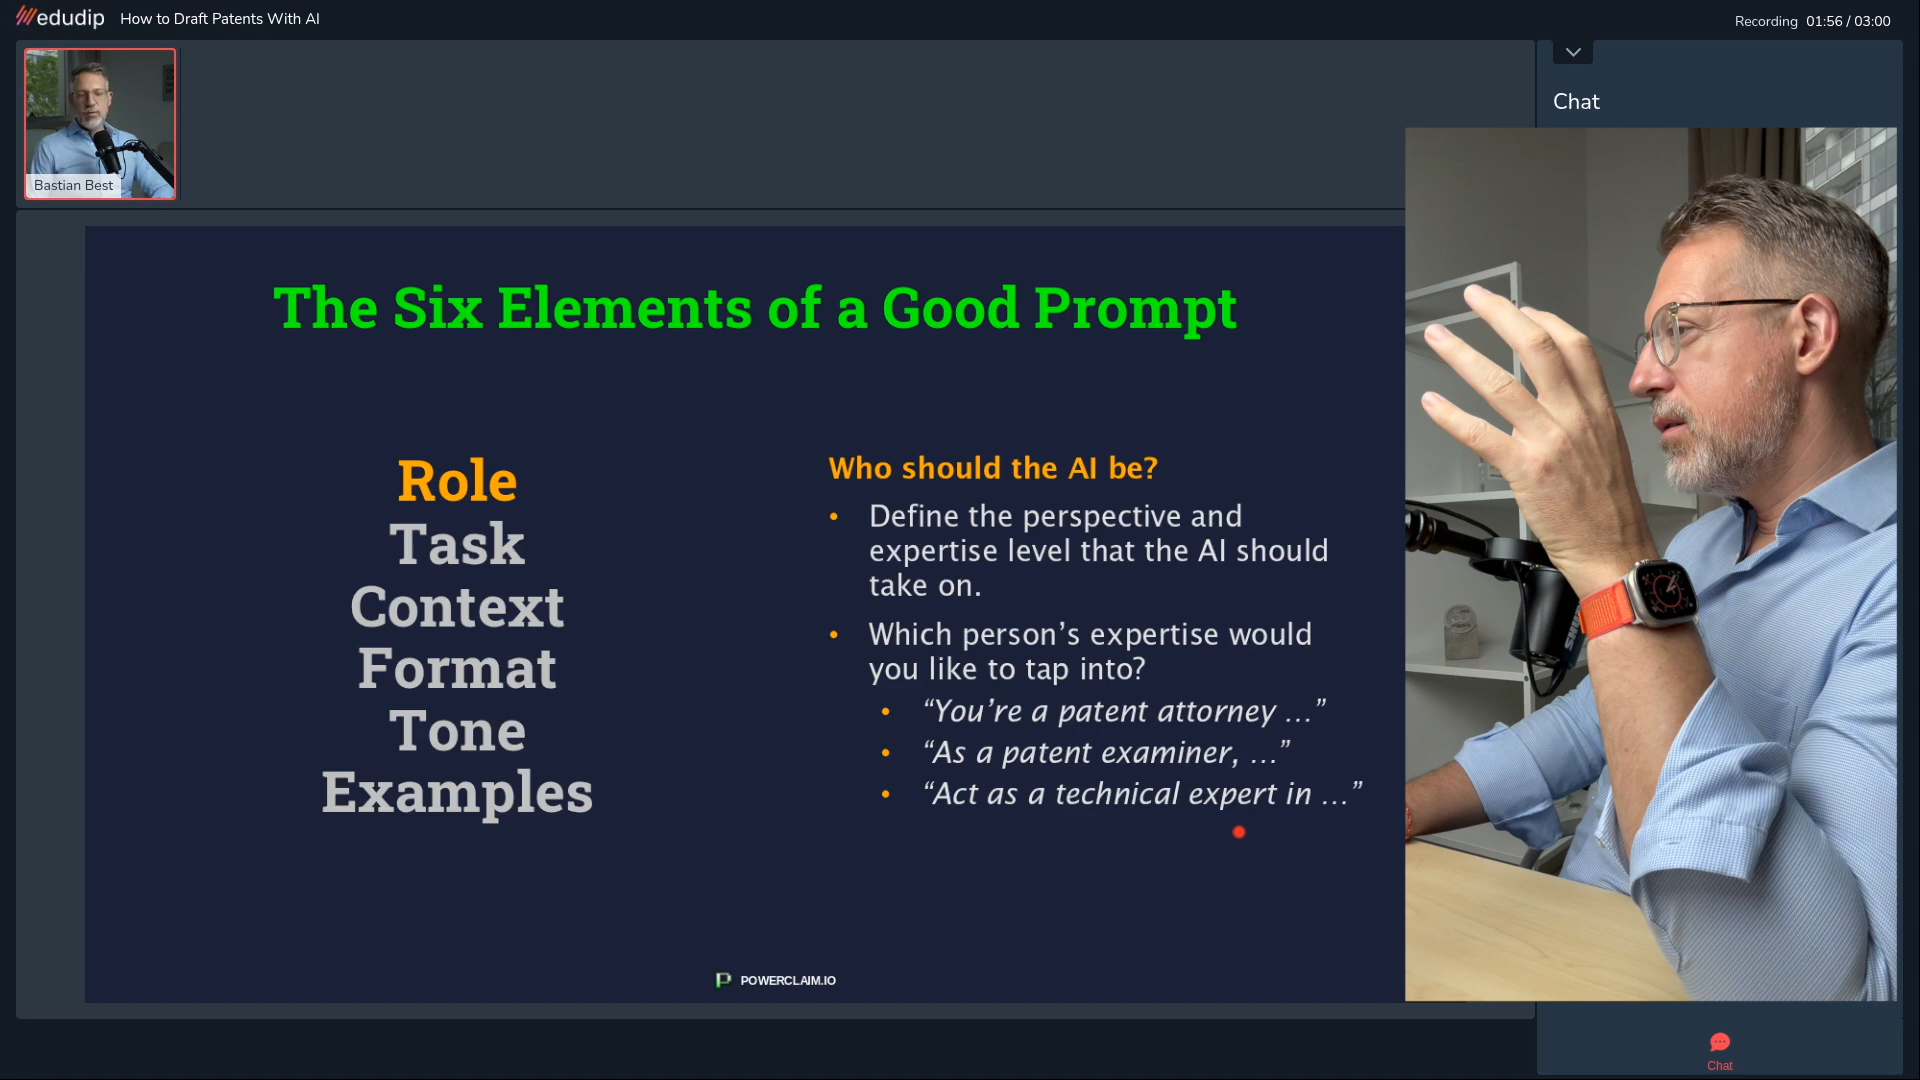 edudip How to Draft Patents With AI
Recording 01:56 / 03:00
Chat
Bastian Best
The Six Elements of a Good Prompt
Role
Task
Context
Format
Tone
Examples
Who should the AI be?
• Define the perspective and
expertise level that the AI should
take on.
• Which person’s expertise would
you like to tap into?
• “You’re a patent attorney …”
• “As a patent examiner, …”
• “Act as a technical expert in …”
POWERCLAIM.IO
Chat